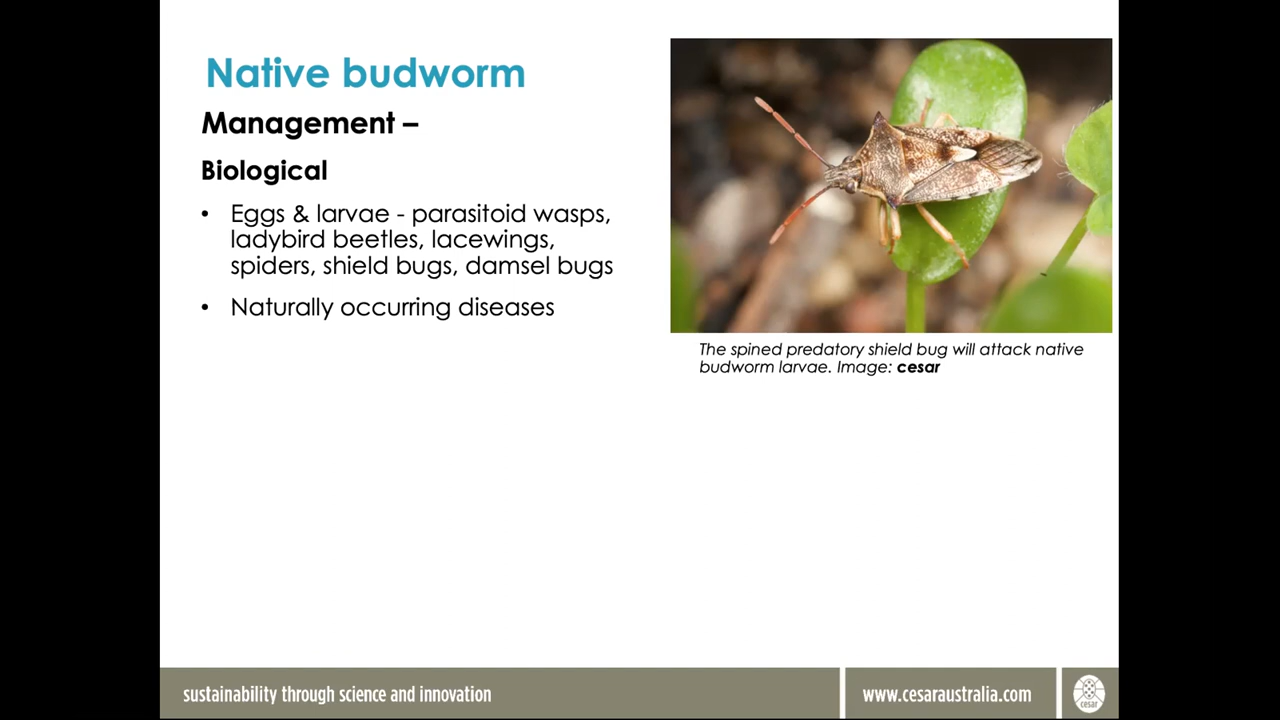 Native budworm
Management –
Biological
• Eggs & larvae - parasitoid wasps,
ladybird beetles, lacewings,
spiders, shield bugs, damsel bugs
• Naturally occurring diseases
The spined predatory shield bug will attack native
budworm larvae. Image: cesar
sustainability through science and innovation
www.cesaraustralia.com
cesar